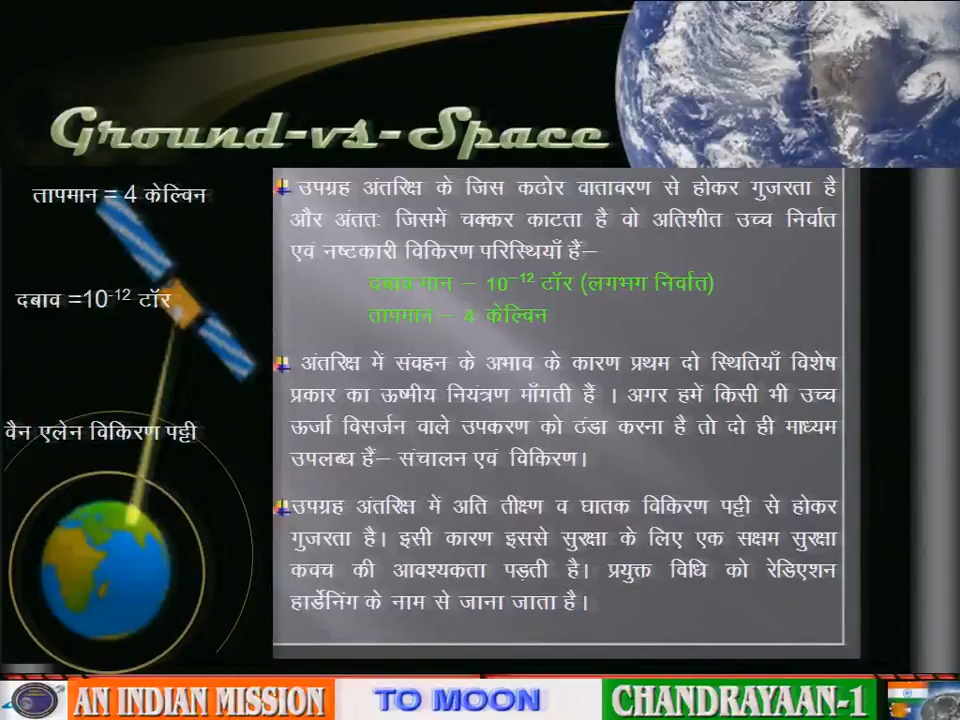 Ground-vs-Space
तापमान = 4 केल्विन
दबाव =10-12 टॉर
वैन एलेन विकिरण पट्टी
उपग्रह अंतरिक्ष के जिस कठोर वातावरण से होकर गुजरता है
और अंततः जिसमें चक्कर काटता है वो अतिशीत उच्च निर्वात
एवं नष्टकारी विकिरण परिस्थियाँ हैं–
दबाव मान – 10–12 टॉर (लगभग निर्वात)
तापमान – 4 केल्विन
अंतरिक्ष में संवहन के अभाव के कारण प्रथम दो स्थितियाँ विशेष
प्रकार का ऊष्मीय नियंत्रण माँगती हैं । अगर हमें किसी भी उच्च
ऊर्जा विसर्जन वाले उपकरण को ठंडा करना है तो दो ही माध्यम
उपलब्ध हैं– संचालन एवं विकिरण।
उपग्रह अंतरिक्ष में अति तीक्ष्ण व घातक विकिरण पट्टी से होकर
गुजरता है। इसी कारण इससे सुरक्षा के लिए एक सक्षम सुरक्षा
कवच की आवश्यकता पड़ती है। प्रयुक्त विधि को रेडिएशन
हार्डेनिंग के नाम से जाना जाता है।
AN INDIAN MISSION TO MOON CHANDRAYAAN-1